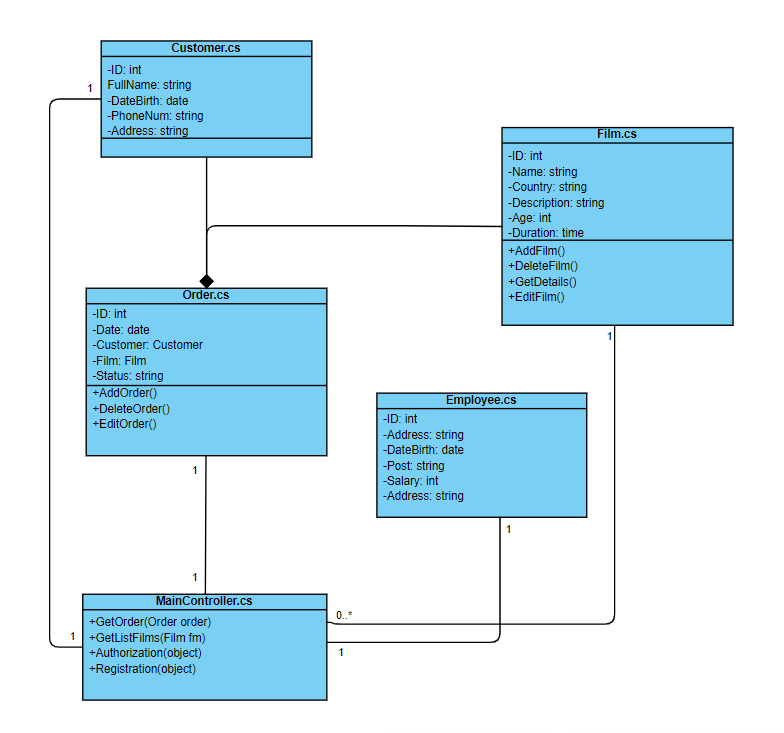 Customer.cs
-ID: int
FullName: string
-DateBirth: date
-PhoneNum: string
-Address: string
1
Film.cs
-ID: int
-Name: string
-Country: string
-Description: string
-Age: int
-Duration: time
+AddFilm()
+DeleteFilm()
+GetDetails()
+EditFilm()
1
Order.cs
-ID: int
-Date: date
-Customer: Customer
-Film: Film
-Status: string
+AddOrder()
+DeleteOrder()
+EditOrder()
1
Employee.cs
-ID: int
-Address: string
-DateBirth: date
-Post: string
-Salary: int
-Address: string
1
1
MainController.cs
+GetOrder(Order order)
+GetListFilms(Film fm)
+Authorization(object)
+Registration(object)
0..*
1
1